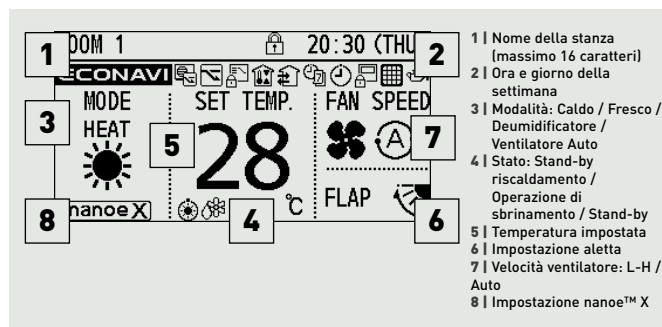 1
OOM 1
20:30 (THU
2
ECONAVI
MODE
SET TEMP.
FAN SPEED
3
HEAT
5
28
A
7
FLAP
8
nanoe X
4
℃
6
1 | Nome della stanza
(massimo 16 caratteri)
2 | Ora e giorno della
settimana
3 | Modalità: Caldo / Fresco /
Deumidificatore /
Ventilatore Auto
4 | Stato: Stand-by
riscaldamento /
Operazione di
sbrinamento / Stand-by
5 | Temperatura impostata
6 | Impostazione aletta
7 | Velocità ventilatore: L-H /
Auto
8 | Impostazione nanoe™ X